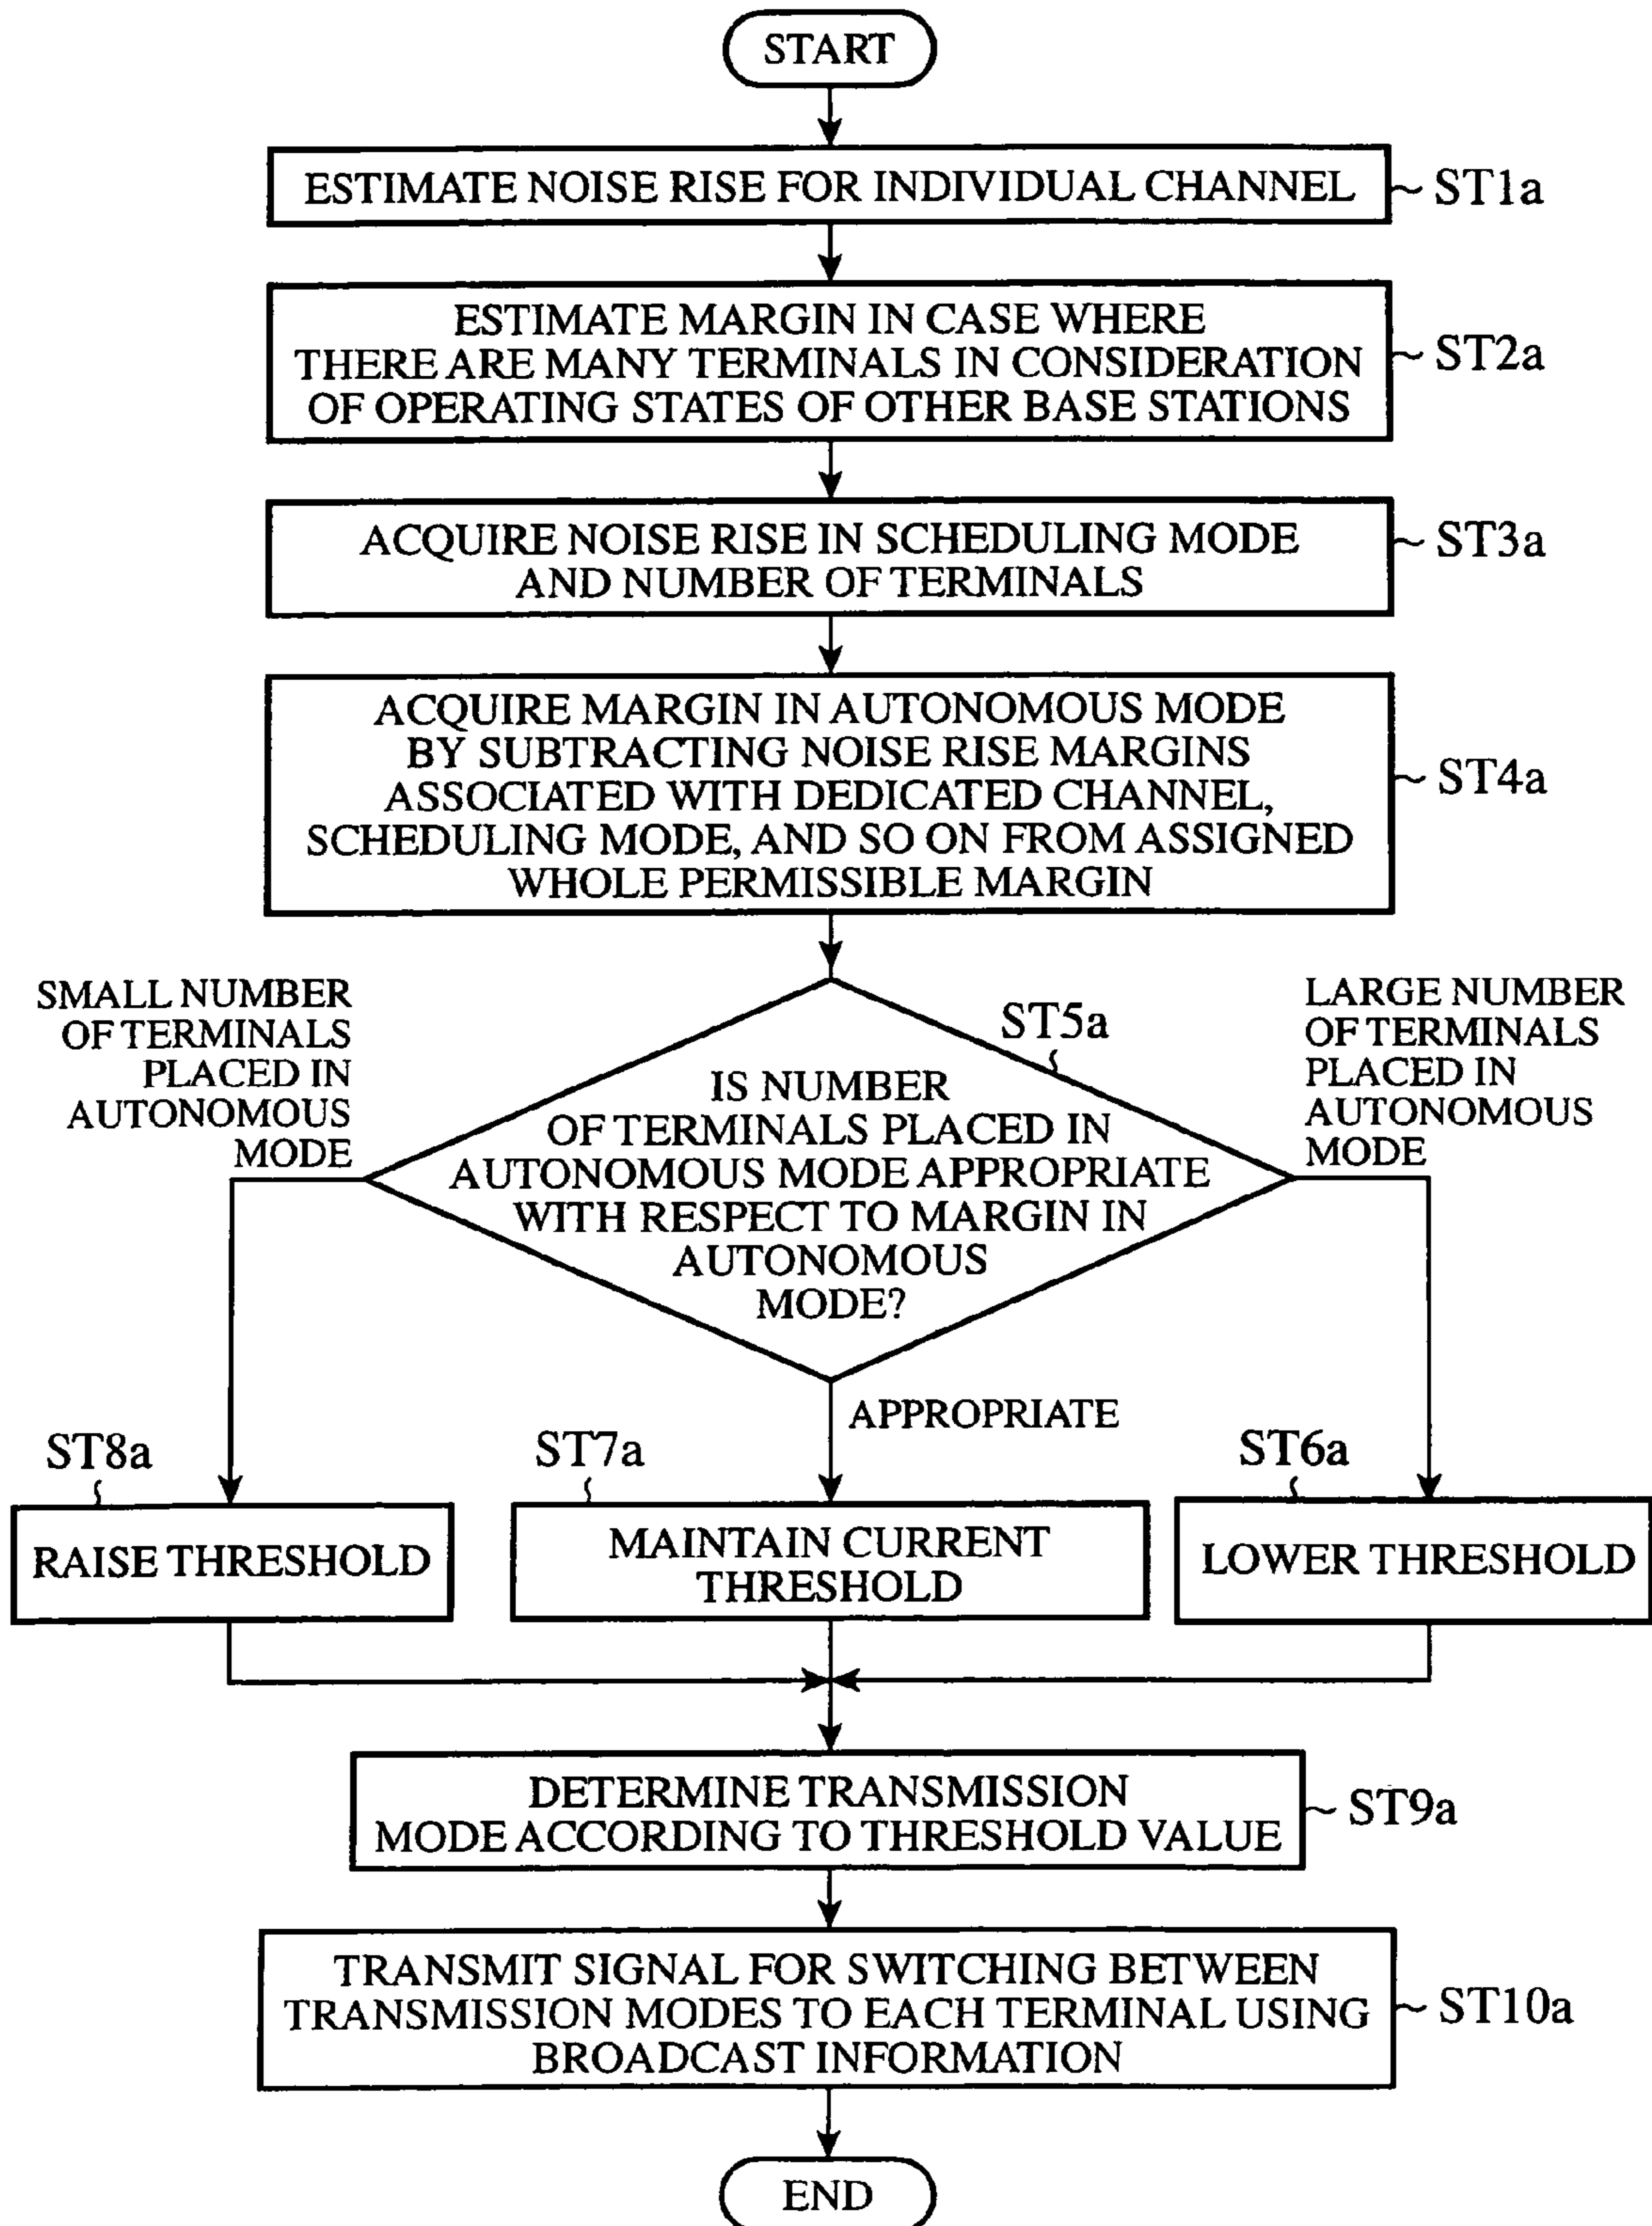 START
ESTIMATE NOISE RISE FOR INDIVIDUAL CHANNEL
ST1a
ESTIMATE MARGIN IN CASE WHERE
THERE ARE MANY TERMINALS IN CONSIDERATION
OF OPERATING STATES OF OTHER BASE STATIONS
ST2a
ACQUIRE NOISE RISE IN SCHEDULING MODE
AND NUMBER OF TERMINALS
ST3a
ACQUIRE MARGIN IN AUTONOMOUS MODE
BY SUBTRACTING NOISE RISE MARGINS
ASSOCIATED WITH DEDICATED CHANNEL,
SCHEDULING MODE, AND SO ON FROM ASSIGNED
WHOLE PERMISSIBLE MARGIN
ST4a
SMALL NUMBER
OF TERMINALS
PLACED IN
AUTONOMOUS
MODE
ST5a
IS NUMBER
OF TERMINALS PLACED IN
AUTONOMOUS MODE APPROPRIATE
WITH RESPECT TO MARGIN IN
AUTONOMOUS
MODE?
LARGE NUMBER
OF TERMINALS
PLACED IN
AUTONOMOUS
MODE
APPROPRIATE
ST8a
RAISE THRESHOLD
ST7a
MAINTAIN CURRENT
THRESHOLD
ST6a
LOWER THRESHOLD
DETERMINE TRANSMISSION
MODE ACCORDING TO THRESHOLD VALUE
ST9a
TRANSMIT SIGNAL FOR SWITCHING BETWEEN
TRANSMISSION MODES TO EACH TERMINAL USING
BROADCAST INFORMATION
ST10a
END